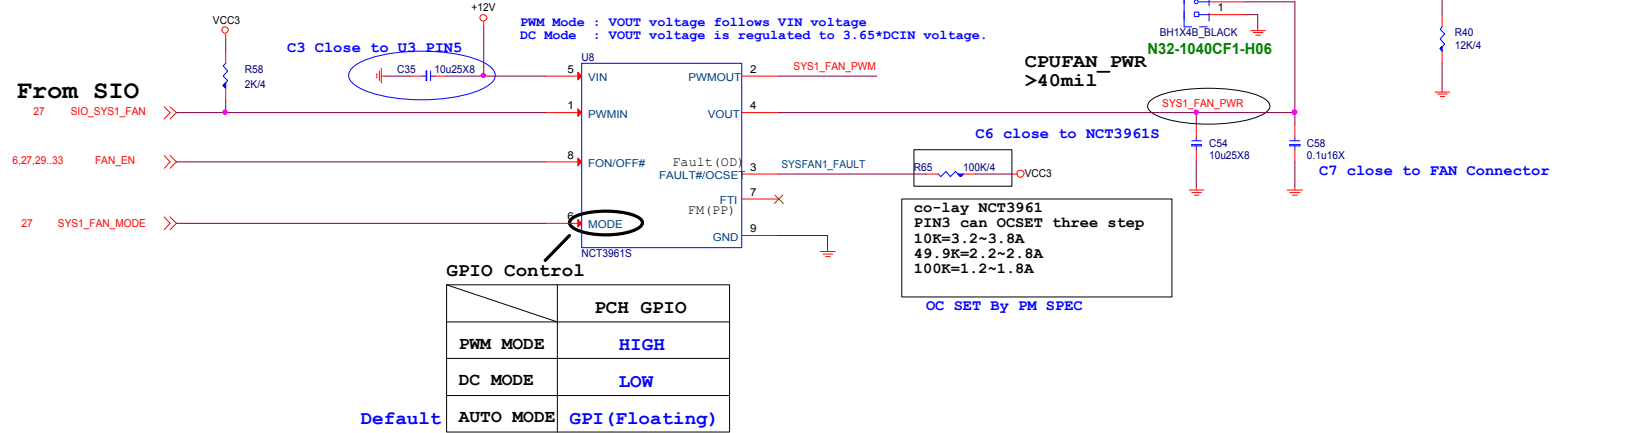 +12V
VCC3
PWM Mode : VOUT voltage follows VIN voltage
DC Mode  : VOUT voltage is regulated to 3.65*DCIN voltage.
1
BH1X4B_BLACK
N32-1040CF1-H06
R40
12K/4
C3 Close to U3 PIN5
U8
CPUFAN_PWR
>40mil
R58
2K/4
C35
10u25X8
5
VIN
PWMOUT
2
SYS1_FAN_PWM
From SIO
27
SIO_SYS1_FAN
1
PWMIN
VOUT
4
SYS1_FAN_PWR
C6 close to NCT3961S
C54
10u25X8
C58
0.1u16X
C7 close to FAN Connector
6,27,29..33
FAN_EN
8
FON/OFF#
Fault(OD)
FAULT#/OCSET
3
SYSFAN1_FAULT
R65
100K/4
VCC3
FTI
7
FM(PP)
27
SYS1_FAN_MODE
6
MODE
GND
9
NCT3961S
co-lay NCT3961
PIN3 can OCSET three step
10K=3.2~3.8A
49.9K=2.2~2.8A
100K=1.2~1.8A
OC SET By PM SPEC
GPIO Control
PCH GPIO
PWM MODE
HIGH
DC MODE
LOW
Default
AUTO MODE
GPI(Floating)